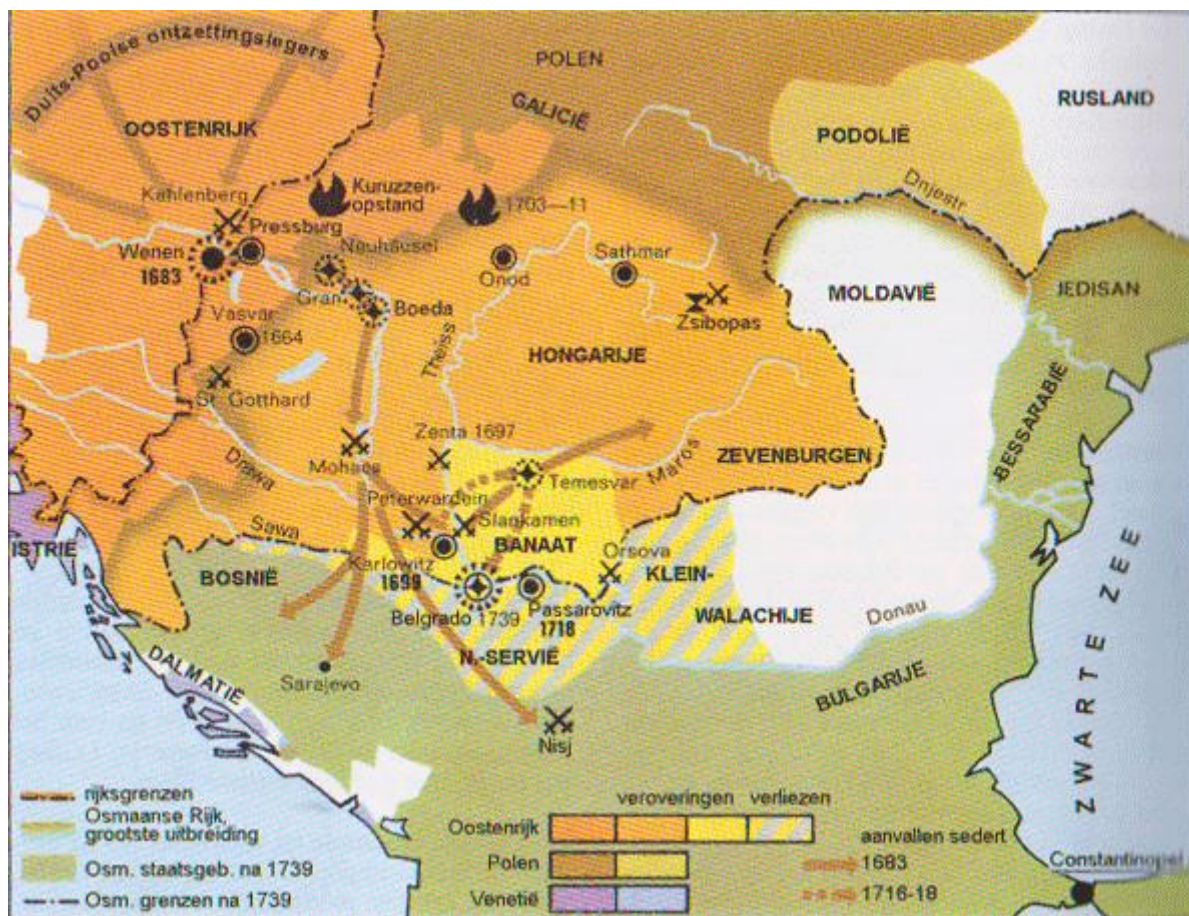 Duits-Poolse ontzettingslegers
POLEN
GALICIË
RUSLAND
OOSTENRIJK
PODOLIË
Dnjestr
Kahlenberg
Kuruzzen-
opstand
1703—11
Pressburg
Wenen
1683
Neuhäusel
Onod
Sathmar
Gran
Boeda
Zsibopas
MOLDAVIË
JEDISAN
Vasvar
1664
Theiss
HONGARIJE
St. Gotthard
BESSARABIË
Zenta 1697
Mohacs
Maros
ZEVENBURGEN
Drawa
Temesvar
Peterwardein
Slankamen
Sawa
BANAAT
ISTRIË
BOSNIË
Karlowitz
1699
Orsova
KLEIN-
WALACHIJE
Belgrado 1739
Passarovitz
1718
Donau
N.-SERVIË
DALMATIË
Sarajevo
BULGARIJE
Nisj
ZWARTE ZEE
Constantinopel
rijksgrenzen
Osmaanse Rijk,
grootste uitbreiding
Osm. staatsgeb. na 1739
Osm. grenzen na 1739
veroveringen verliezen
Oostenrijk
Polen
Venetië
aanvallen sedert
1683
1716-18